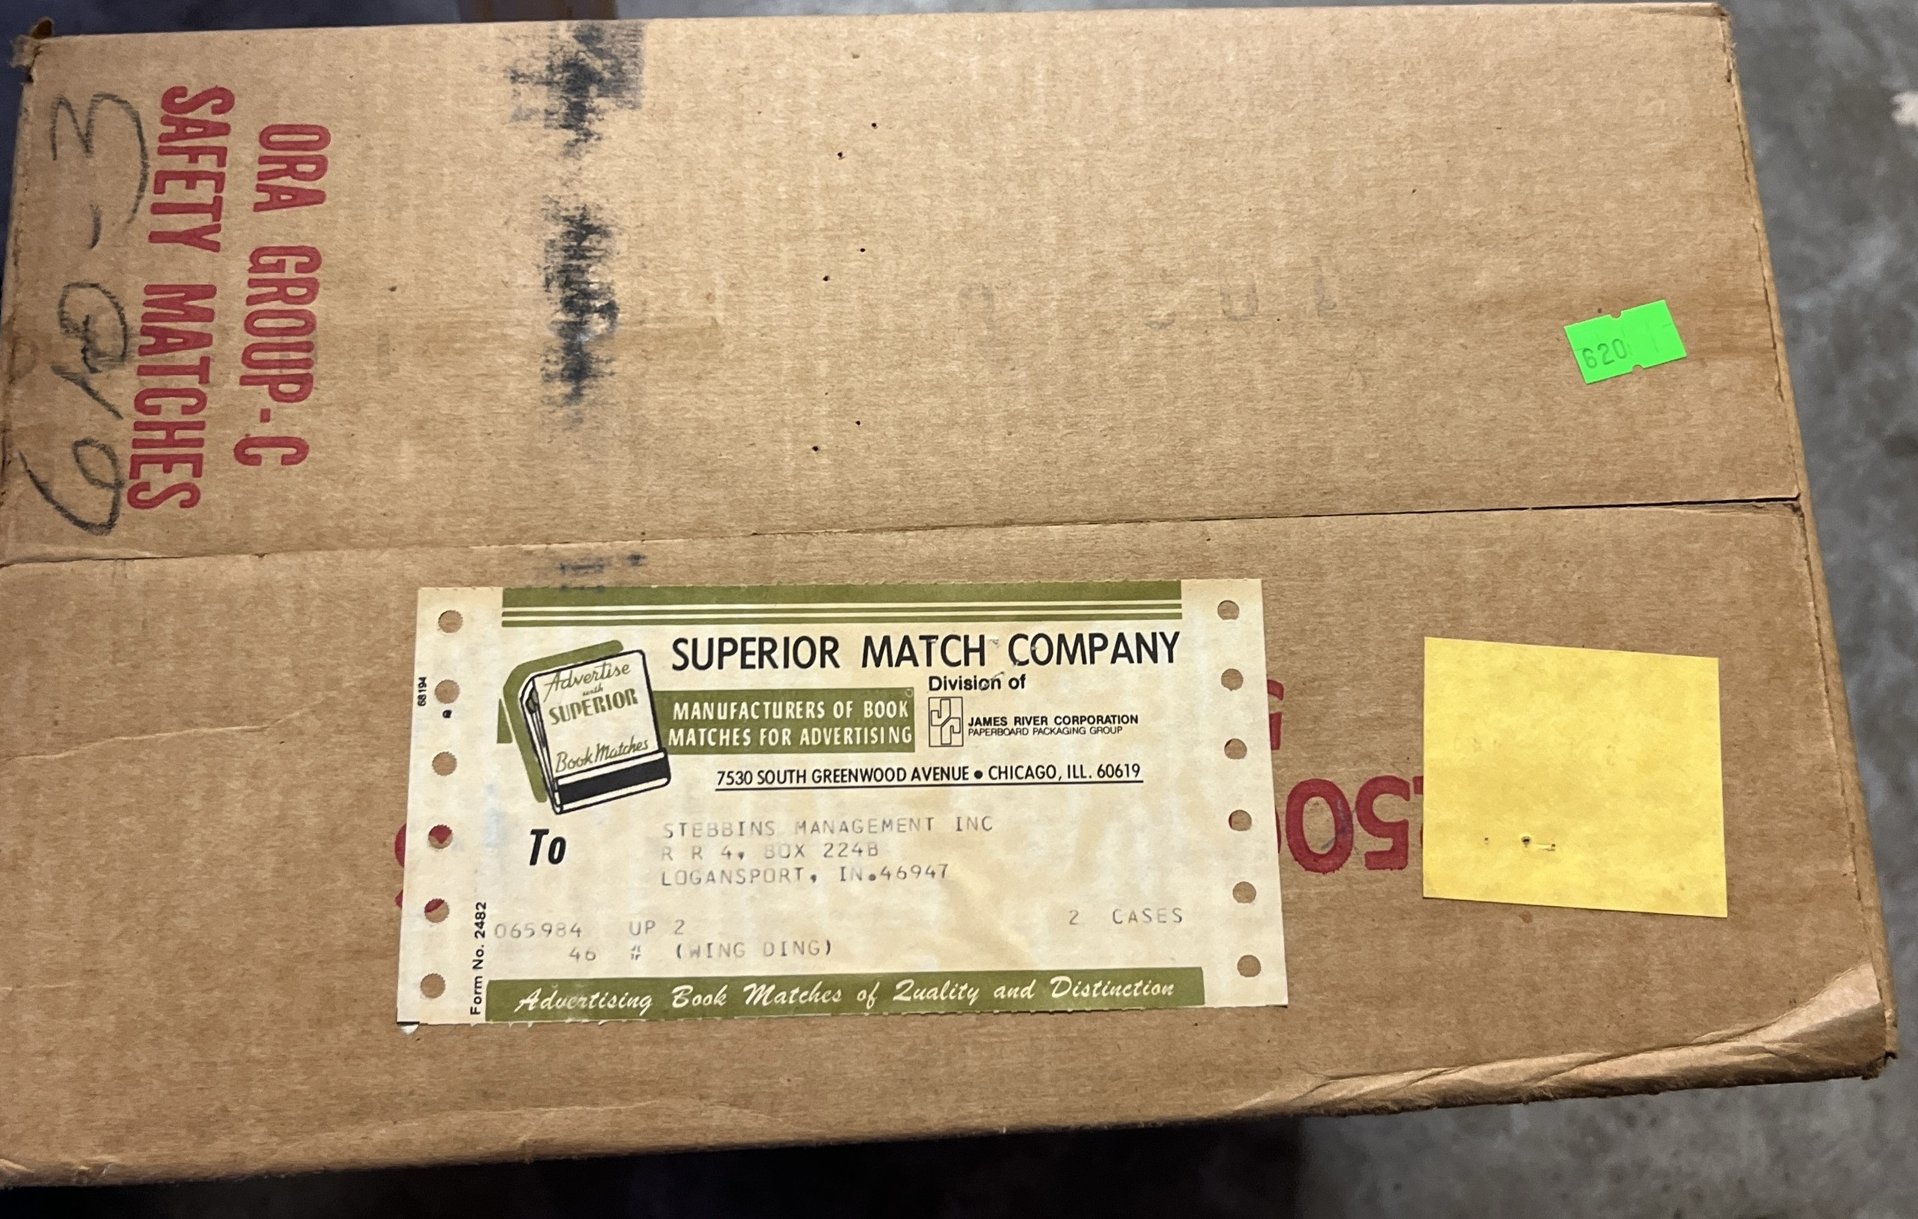 ORA GROUP-C
SAFETY MATCHES
620
68194
Advertise
with
SUPERIOR
Book Matches
SUPERIOR MATCH COMPANY
Division of
MANUFACTURERS OF BOOK
MATCHES FOR ADVERTISING
JAMES RIVER CORPORATION
PAPERBOARD PACKAGING GROUP
7530 SOUTH GREENWOOD AVENUE • CHICAGO, ILL. 60619
To
STEBBINS MANAGEMENT INC
R R 4, BOX 224B
LOGANSPORT, IN.46947
Form No. 2482
065984 UP 2 2 CASES
46 # (WING DING)
Advertising Book Matches of Quality and Distinction